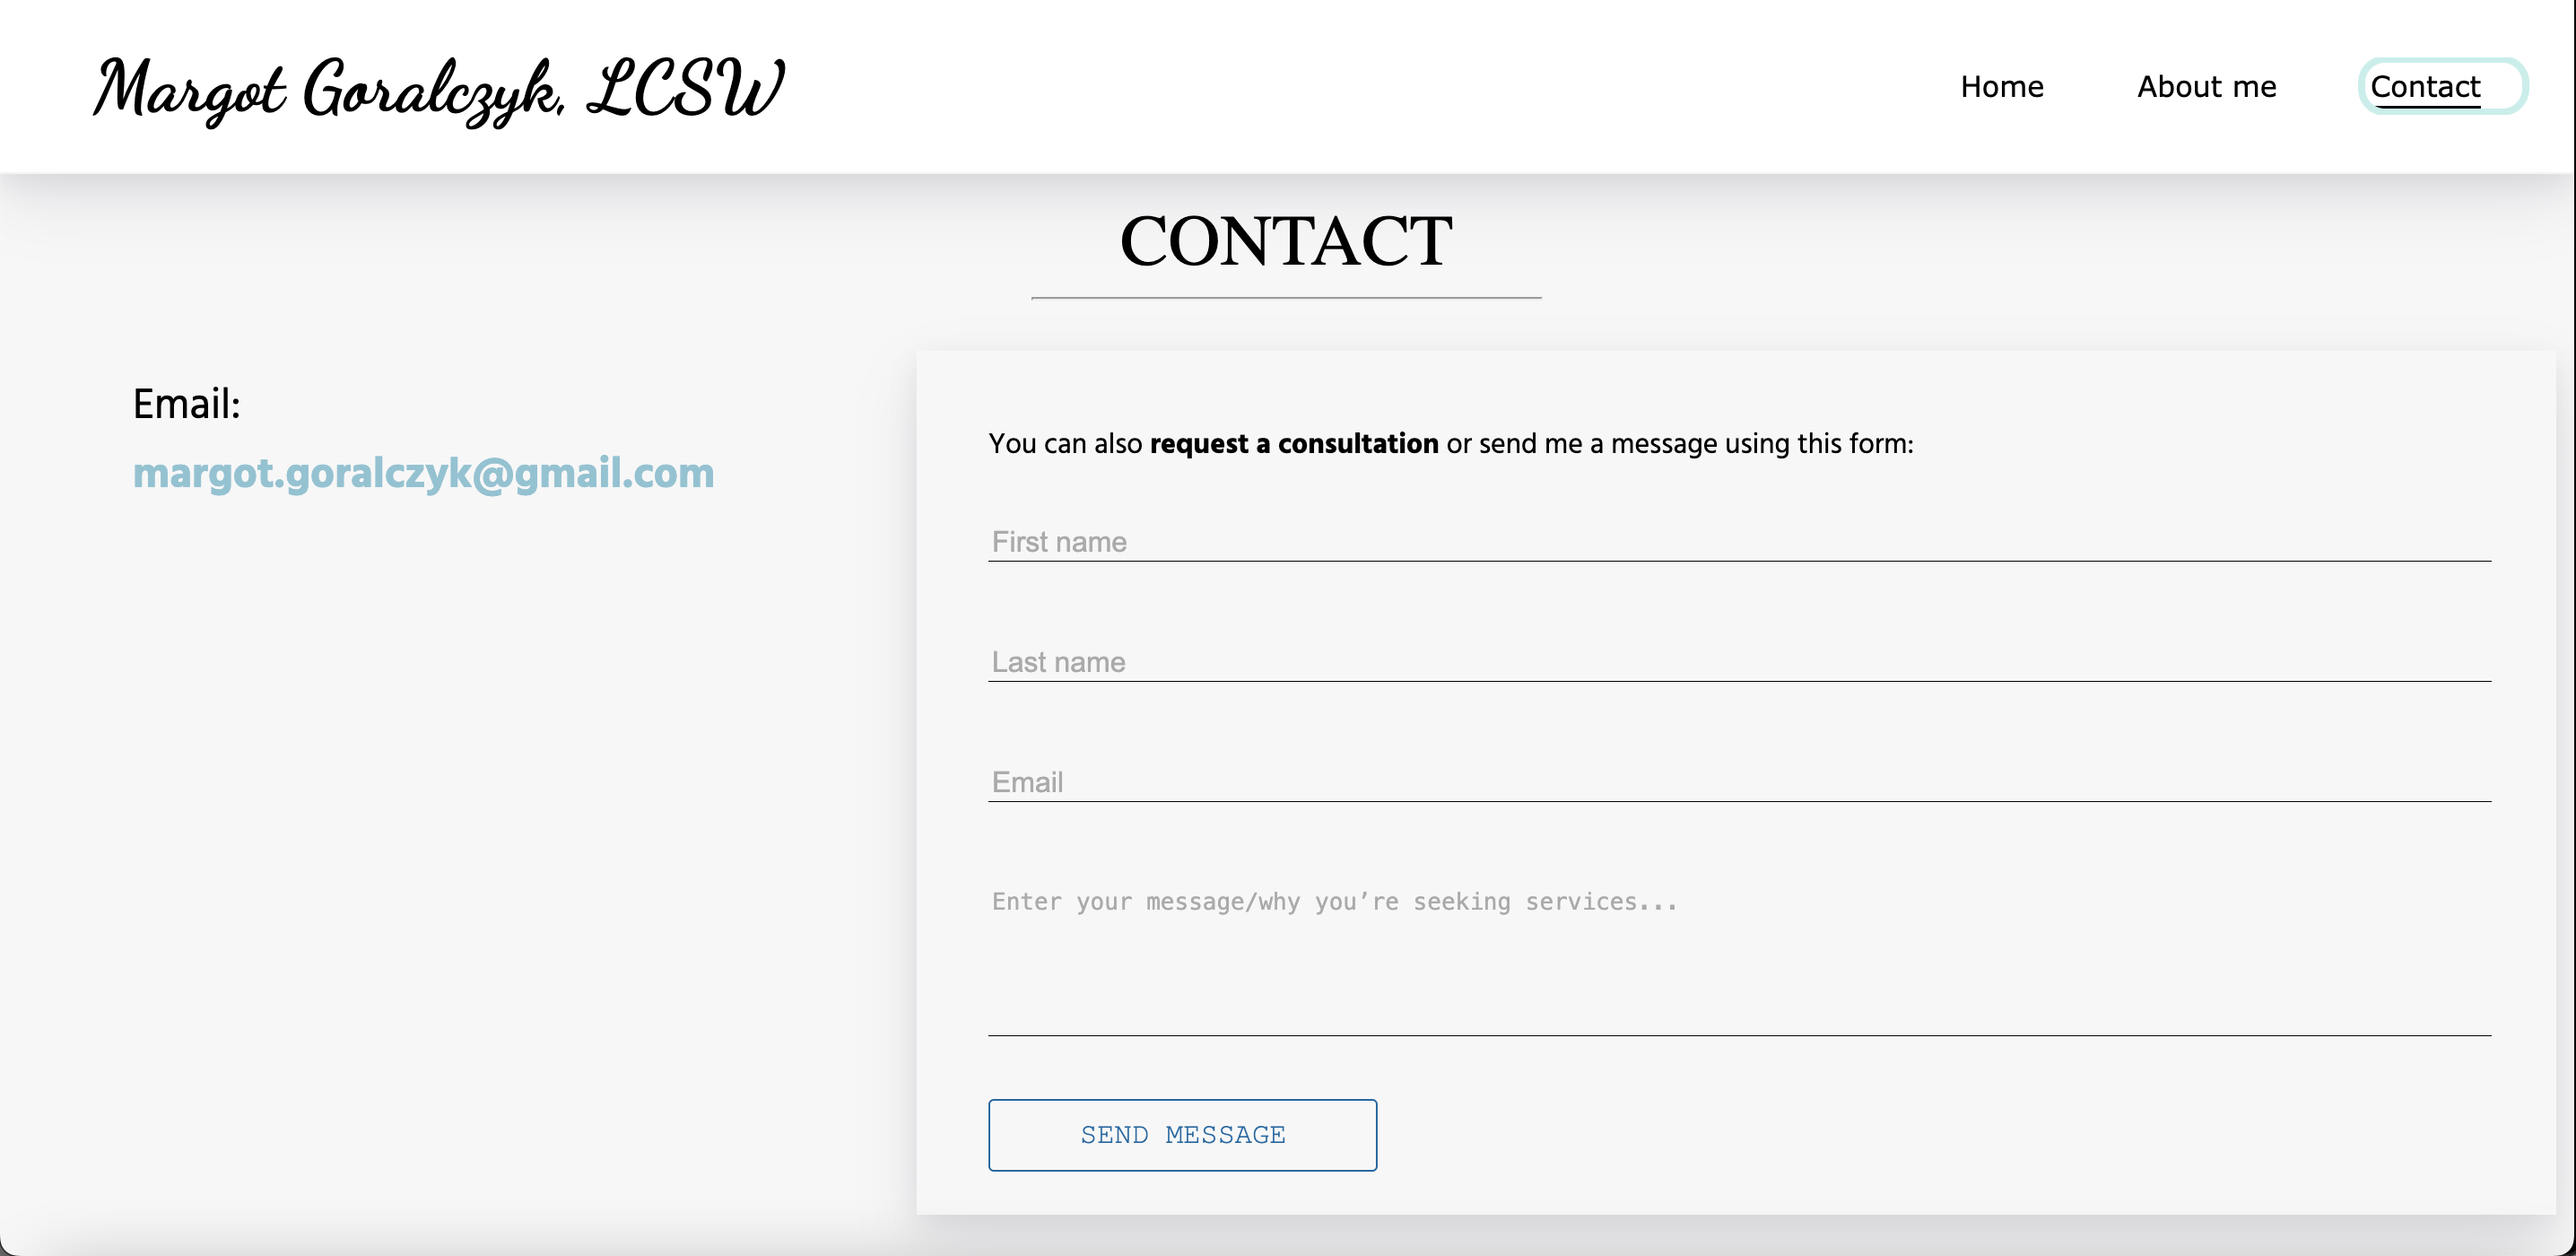 Margot Goralczyk, LCSW
Home About me Contact
CONTACT
Email:
margot.goralczyk@gmail.com
You can also request a consultation or send me a message using this form:
First name
Last name
Email
Enter your message/why you’re seeking services...
SEND MESSAGE